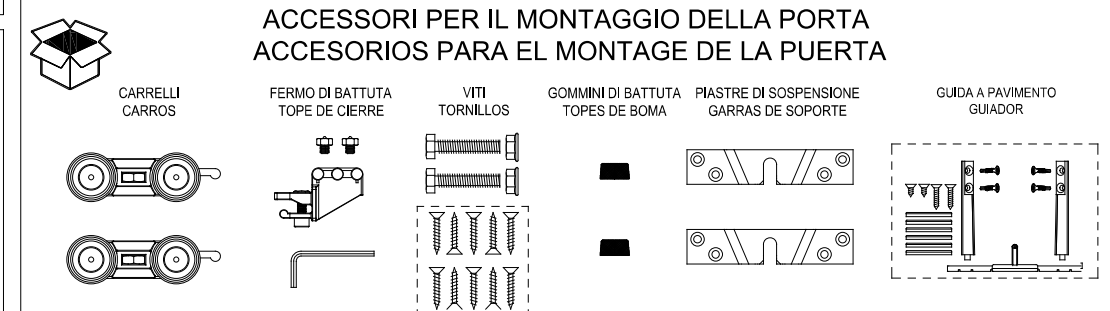 ACCESSORI PER IL MONTAGGIO DELLA PORTA
ACCESORIOS PARA EL MONTAGE DE LA PUERTA
CARRELLI
CARROS
FERMO DI BATTUTA
TOPE DE CIERRE
VITI
TORNILLOS
GOMMINI DI BATTUTA
TOPES DE BOMA
PIASTRE DI SOSPENSIONE
GARRAS DE SOPORTE
GUIDA A PAVIMENTO
GUIADOR